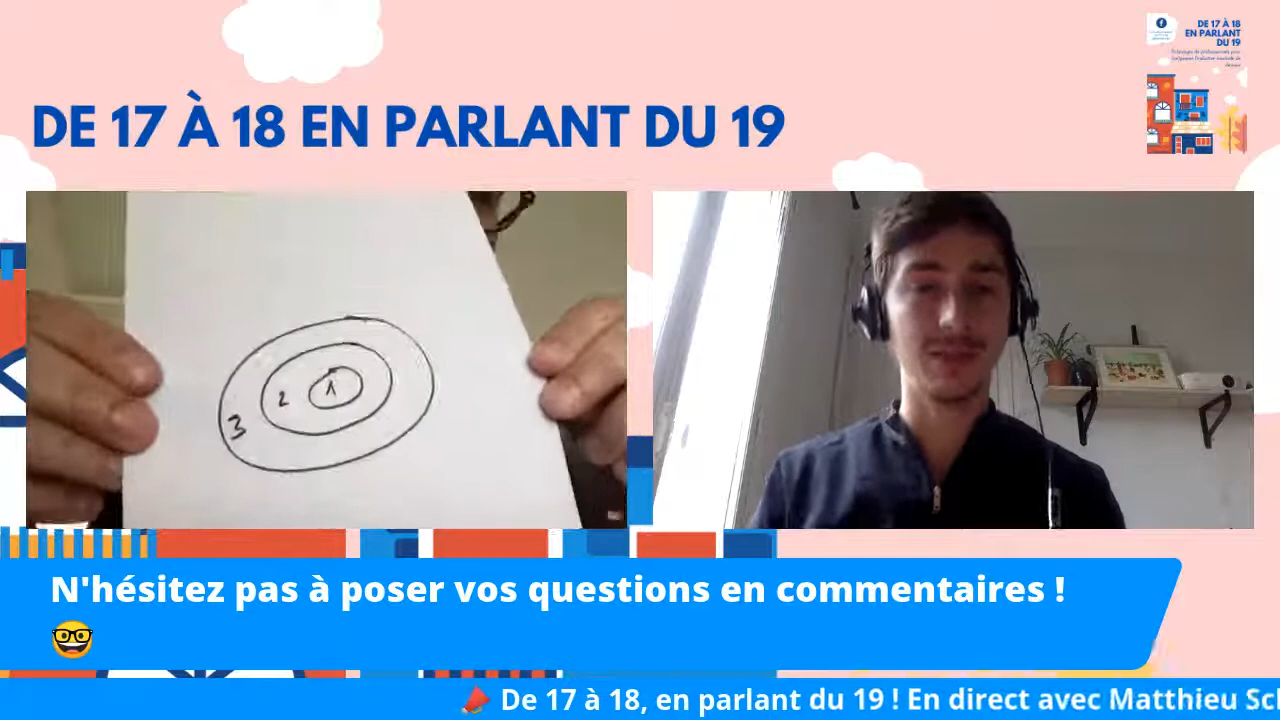 DE 17 À 18
EN PARLANT
DU 19
DE 17 À 18 EN PARLANT DU 19
1
2
3
N'hésitez pas à poser vos questions en commentaires !
🤓
📣 De 17 à 18, en parlant du 19 ! En direct avec Matthieu Sc